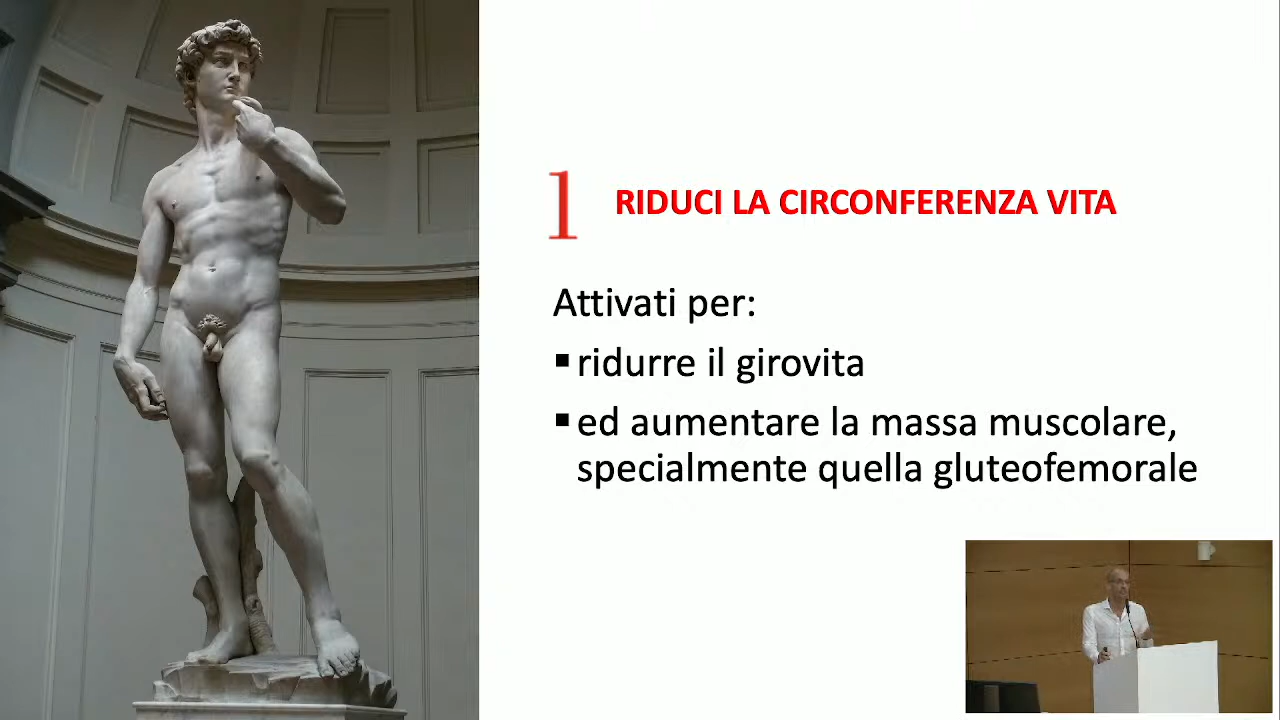 1 RIDUCI LA CIRCONFERENZA VITA
Attivati per:
▪ ridurre il girovita
▪ ed aumentare la massa muscolare,
specialmente quella gluteofemorale